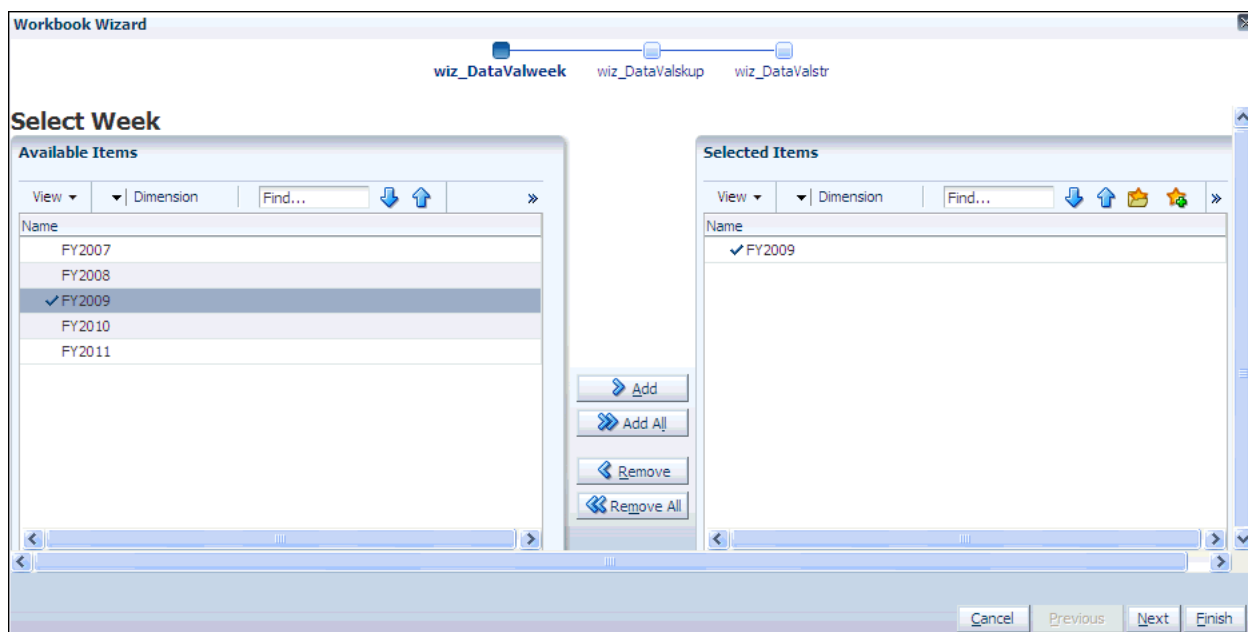 Workbook Wizard
wiz_DataValweek wiz_DataValskup wiz_DataValstr
Select Week
Available Items
View Dimension Find... »
Name
FY2007
FY2008
FY2009
FY2010
FY2011
Add
Add All
Remove
Remove All
Selected Items
View Dimension Find... »
Name
FY2009
Cancel Previous Next Finish